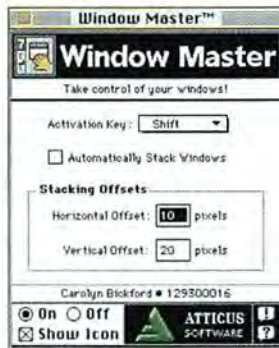 Window Master™
Window Master
Take control of your windows!
Activation Key: Shift
Automatically Stack Windows
Stacking Offsets
Horizontal Offset: 10 pixels
Vertical Offset: 20 pixels
Carolyn Bickford • 129300016
On Off
Show Icon
ATTICUS
SOFTWARE
!
?